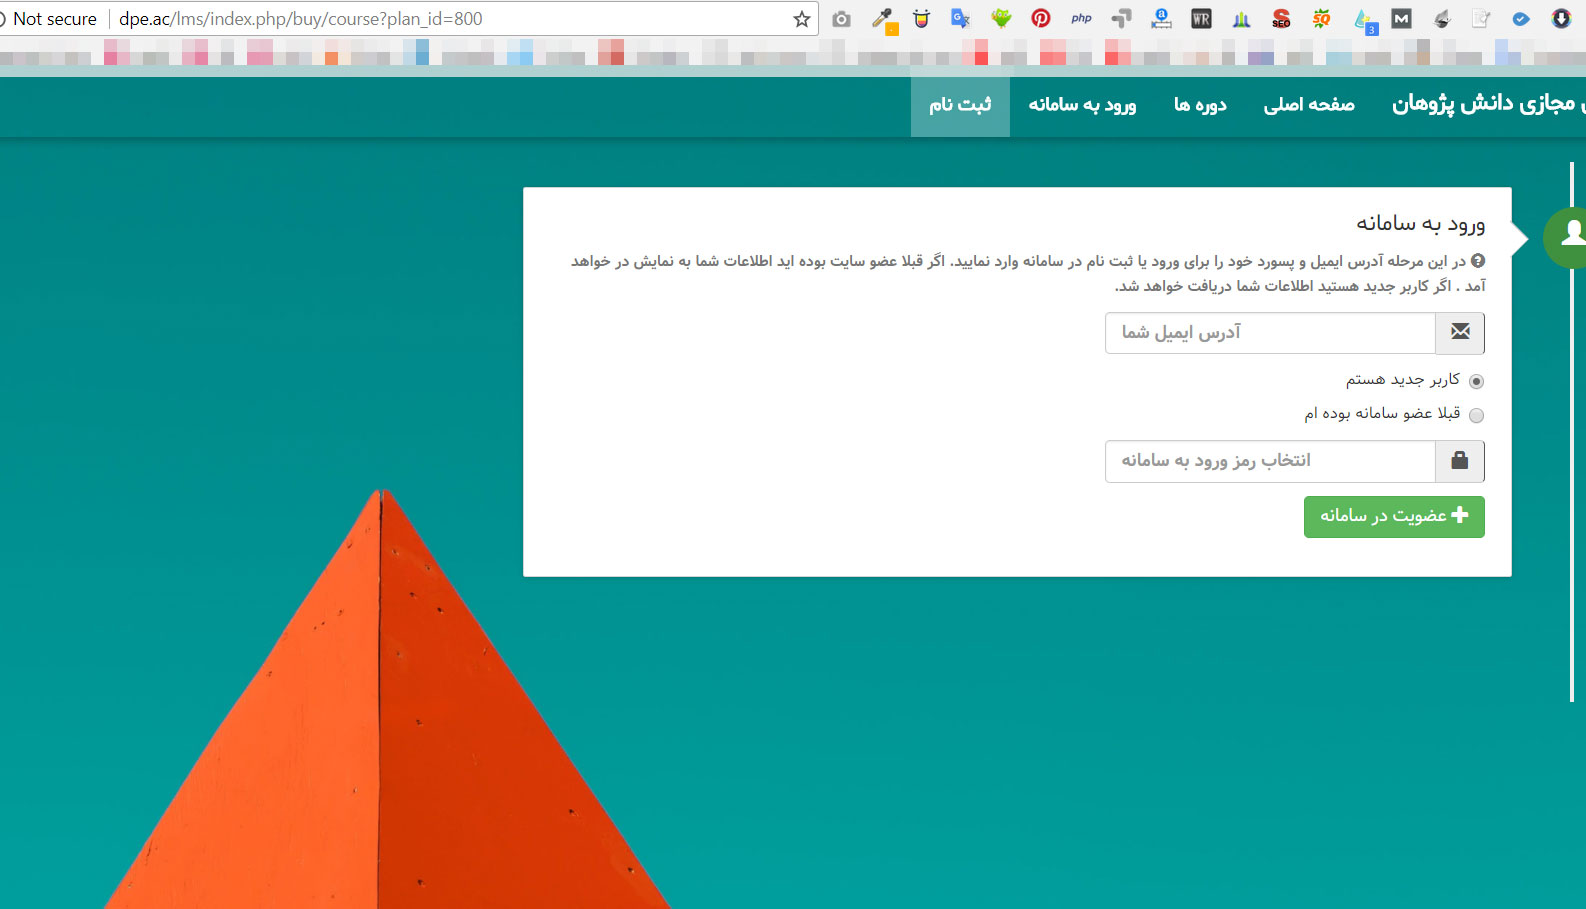 Not secure dpe.ac/lms/index.php/buy/course?plan_id=800
مجازی دانش پژوهان صفحه اصلی دوره ها ورود به سامانه ثبت نام
ورود به سامانه
در این مرحله آدرس ایمیل و پسورد خود را برای ورود یا ثبت نام در سامانه وارد نمایید. اگر قبلا عضو سایت بوده اید اطلاعات شما به نمایش در خواهد
آمد . اگر کاربر جدید هستید اطلاعات شما دریافت خواهد شد.
آدرس ایمیل شما
کاربر جدید هستم
قبلا عضو سامانه بوده ام
انتخاب رمز ورود به سامانه
عضویت در سامانه